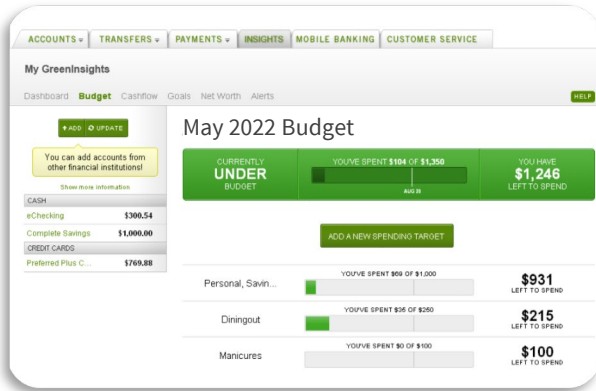 ACCOUNTS TRANSFERS PAYMENTS INSIGHTS MOBILE BANKING CUSTOMER SERVICE
My GreenInsights
Dashboard Budget Cashflow Goals Net Worth Alerts HELP
ADD UPDATE
You can add accounts from
other financial institutions!
Show more information
CASH
eChecking $300.54
Complete Savings $1,000.00
CREDIT CARDS
Preferred Plus C... $769.88
May 2022 Budget
CURRENTLY
UNDER
BUDGET
YOU'VE SPENT $104 OF $1,350
AUG 26
YOU HAVE
$1,246
LEFT TO SPEND
ADD A NEW SPENDING TARGET
Personal, Savin...
YOU'VE SPENT $69 OF $1,000
$931
LEFT TO SPEND
Diningout
YOU'VE SPENT $35 OF $250
$215
LEFT TO SPEND
Manicures
YOU'VE SPENT $0 OF $100
$100
LEFT TO SPEND